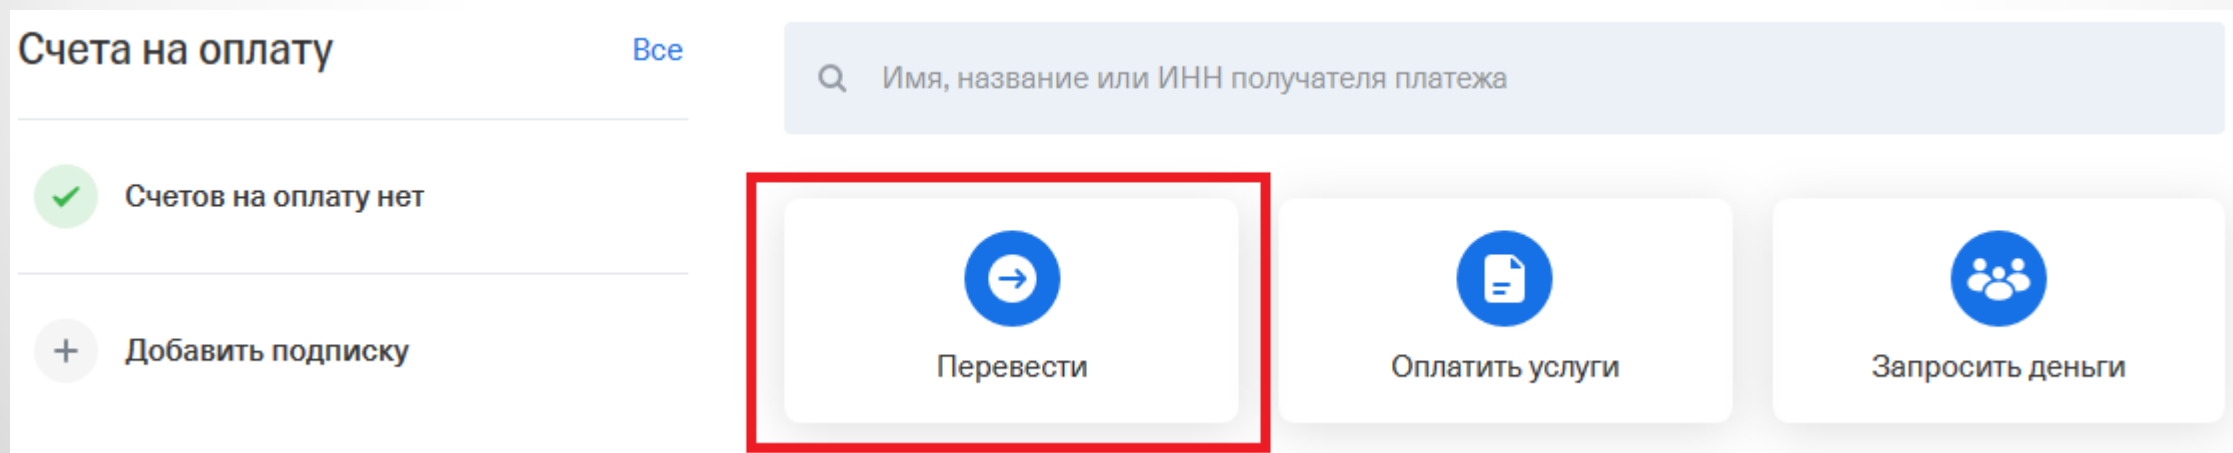 Счета на оплату
Все
Счетов на оплату нет
Добавить подписку
Имя, название или ИНН получателя платежа
Перевести
Оплатить услуги
Запросить деньги